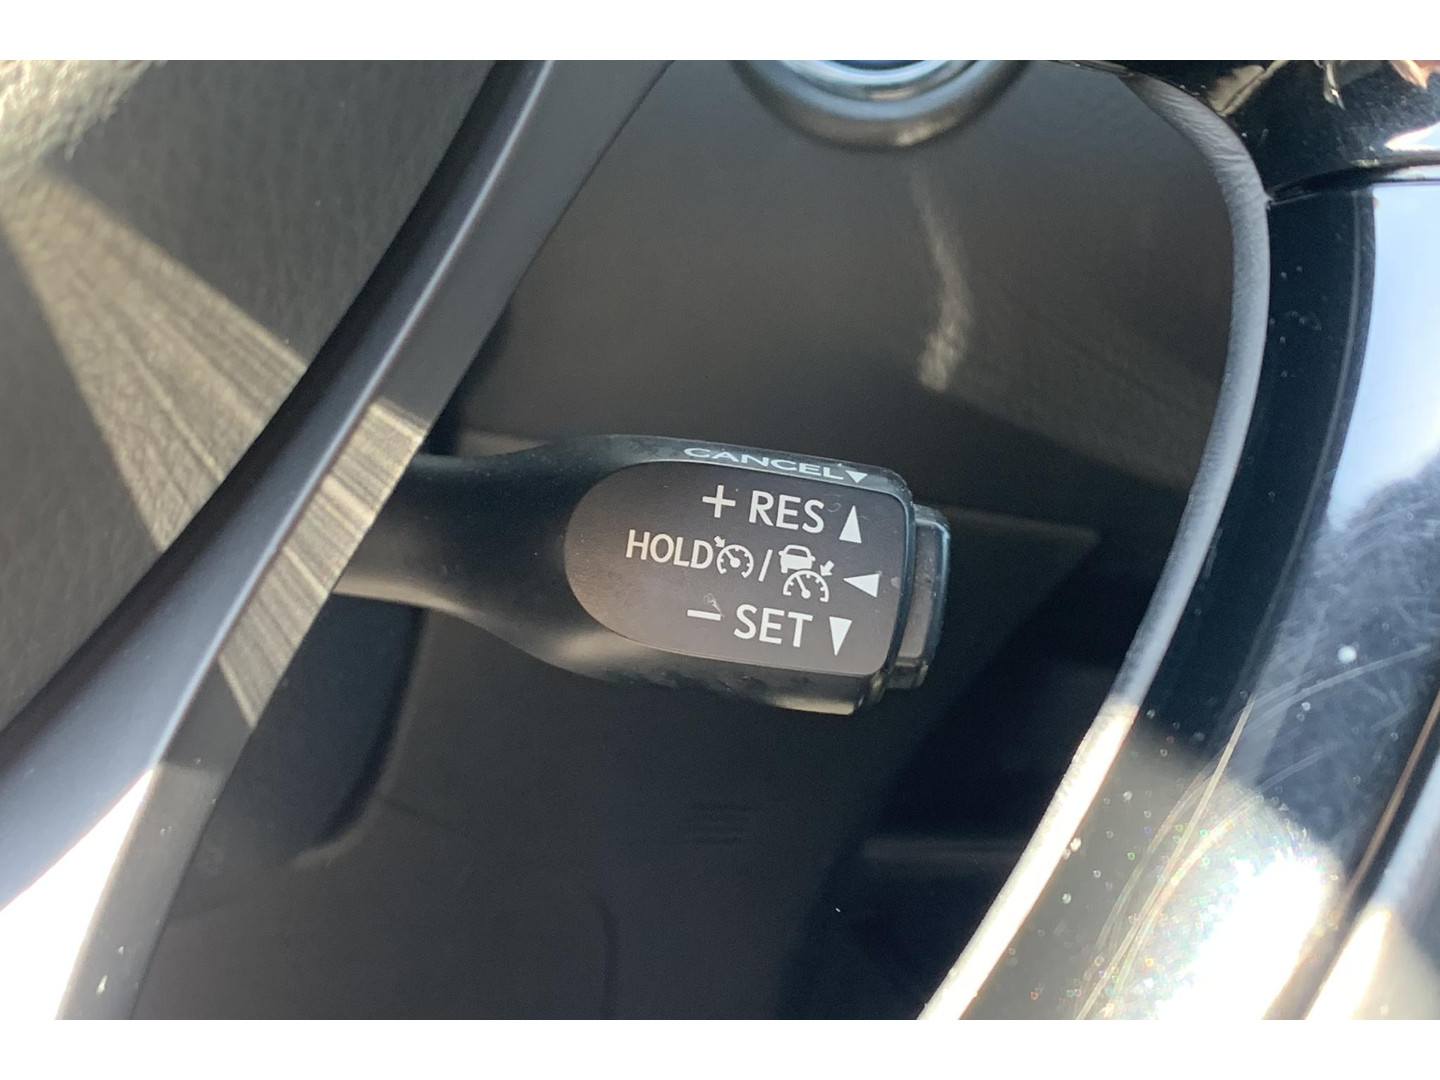 CANCEL▼
+ RES ▲
HOLD / ◀
− SET ▼